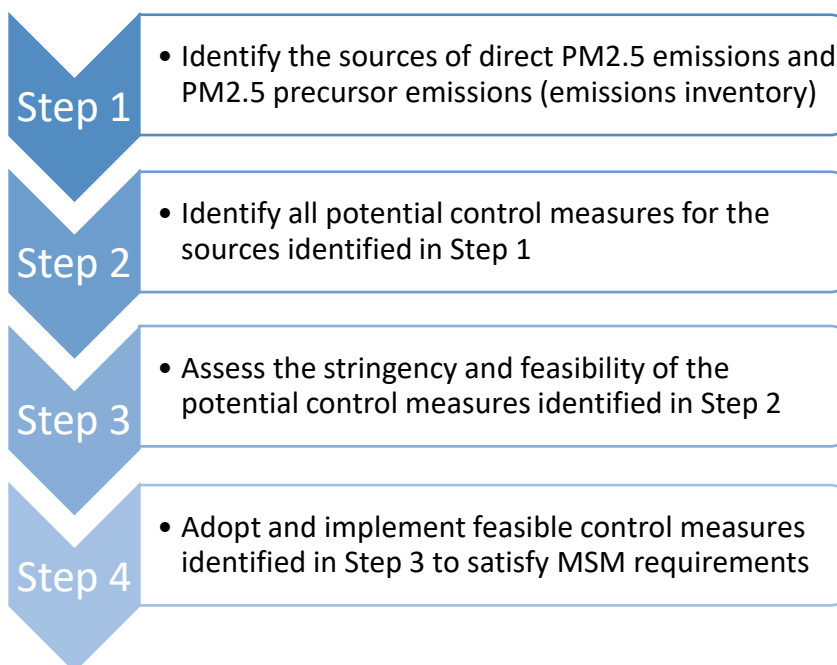 Step 1
• Identify the sources of direct PM2.5 emissions and
PM2.5 precursor emissions (emissions inventory)
Step 2
• Identify all potential control measures for the
sources identified in Step 1
Step 3
• Assess the stringency and feasibility of the
potential control measures identified in Step 2
Step 4
• Adopt and implement feasible control measures
identified in Step 3 to satisfy MSM requirements